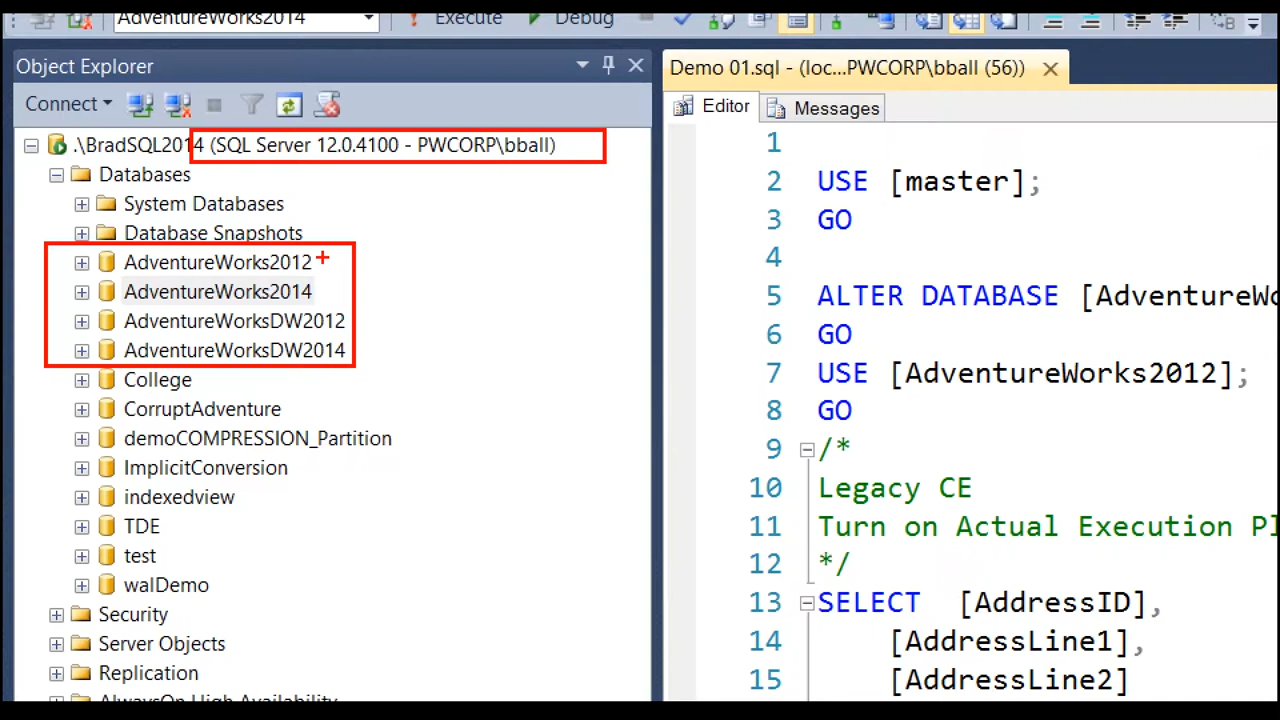 AdventureWorks2014
Execute
Debug
Object Explorer
Connect
.\BradSQL2014 (SQL Server 12.0.4100 - PWCORP\bball)
Databases
System Databases
Database Snapshots
AdventureWorks2012
AdventureWorks2014
AdventureWorksDW2012
AdventureWorksDW2014
College
CorruptAdventure
demoCOMPRESSION_Partition
ImplicitConversion
indexedview
TDE
test
walDemo
Security
Server Objects
Replication
AlwaysOn High Availability
Demo 01.sql - (loc...PWCORP\bball (56))
Editor
Messages
1
2 USE [master];
3 GO
4
5 ALTER DATABASE [AdventureWo
6 GO
7 USE [AdventureWorks2012];
8 GO
9 /*
10 Legacy CE
11 Turn on Actual Execution Pl
12 */
13 SELECT [AddressID],
14 [AddressLine1],
15 [AddressLine2]